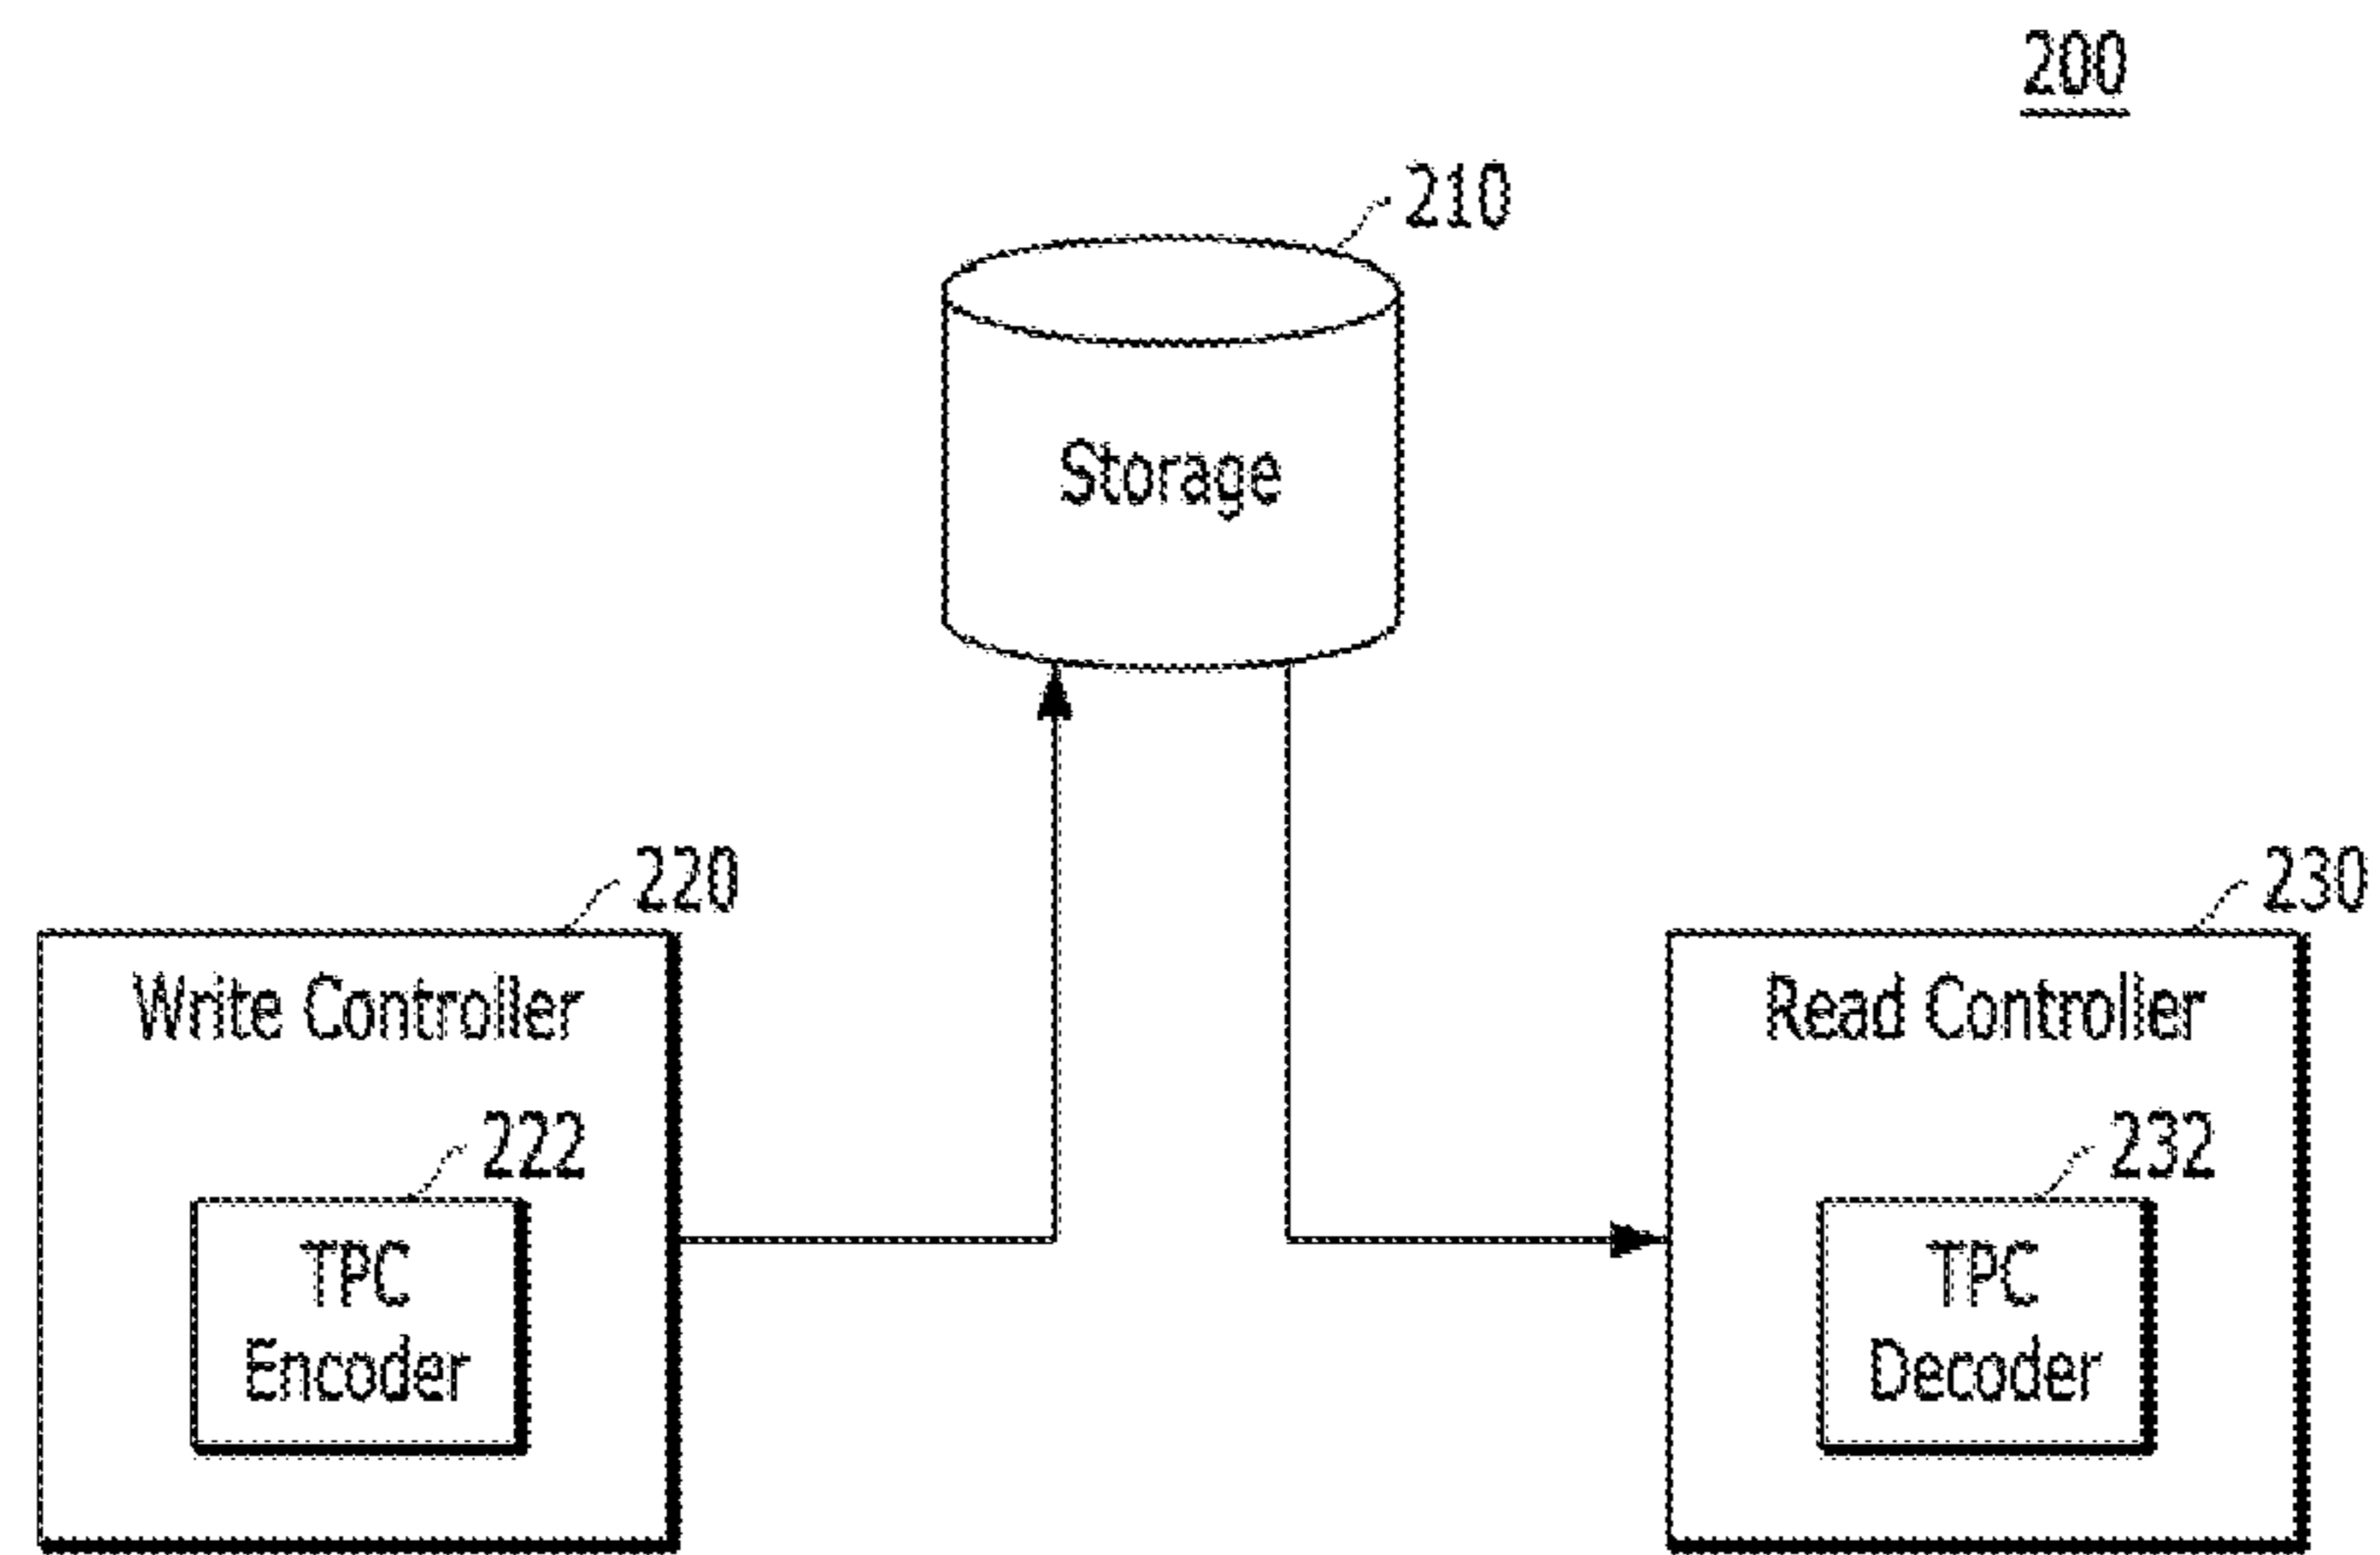 200
210
Storage
220
230
Write Controller
Read Controller
222
232
TPC
Encoder
TPC
Decoder